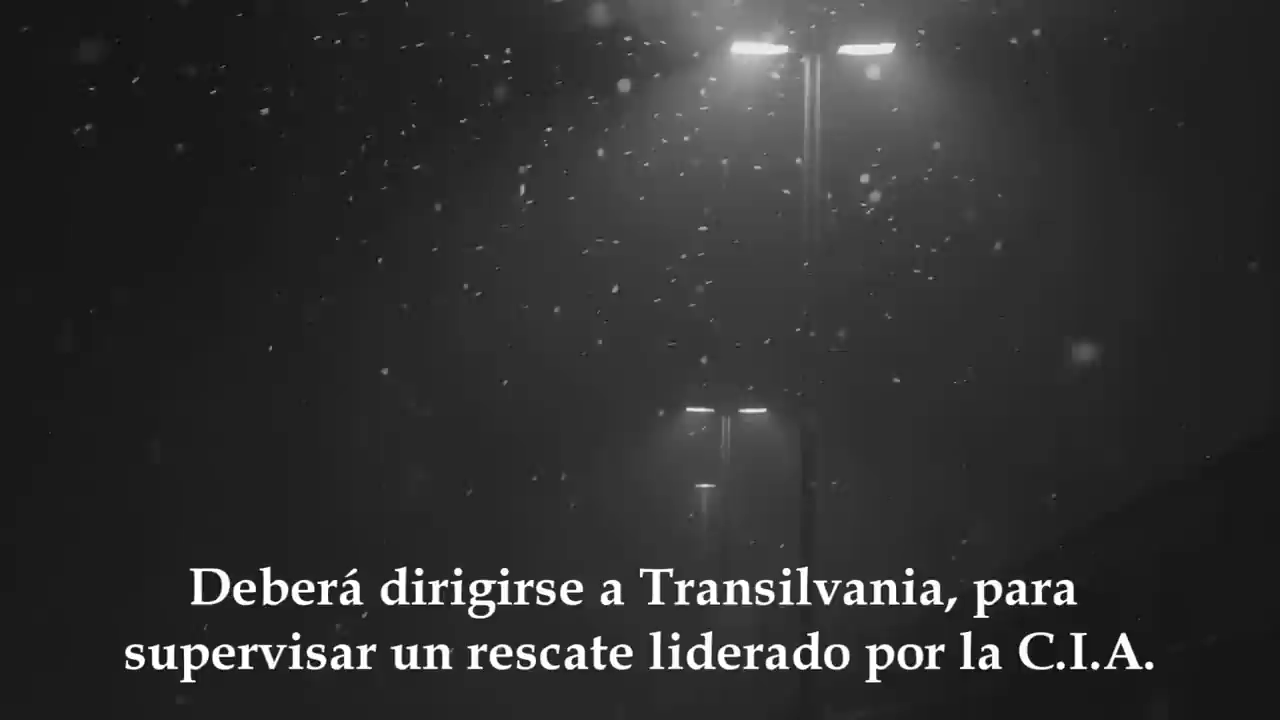 Deberá dirigirse a Transilvania, para
supervisar un rescate liderado por la C.I.A.